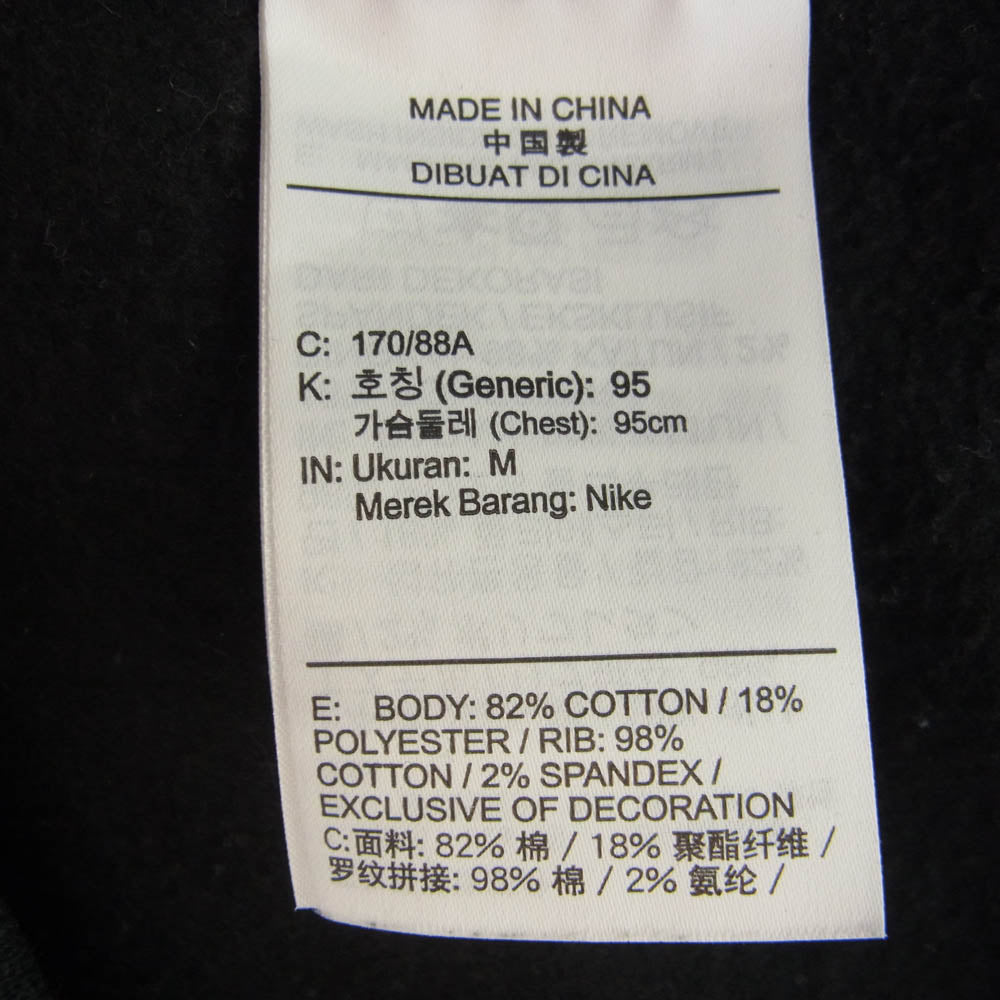 MADE IN CHINA
中国製
DIBUAT DI CINA
C: 170/88A
K: 호칭 (Generic): 95
가슴둘레 (Chest): 95cm
IN: Ukuran: M
Merek Barang: Nike
E: BODY: 82% COTTON / 18%
POLYESTER / RIB: 98%
COTTON / 2% SPANDEX /
EXCLUSIVE OF DECORATION
C:面料: 82% 棉 / 18% 聚酯纤维 /
罗纹拼接: 98% 棉 / 2% 氨纶 /